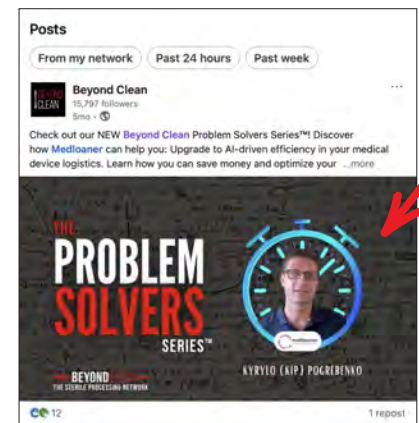 Posts
From my network Past 24 hours Past week
BEYOND Beyond Clean ...
CLEAN 15,797 followers
5mo •
Check out our NEW Beyond Clean Problem Solvers Series™! Discover
how Medloaner can help you: Upgrade to AI-driven efficiency in your medical
device logistics. Learn how you can save money and optimize your ...more
THE
PROBLEM
SOLVERS
SERIES™
medloaner
KYRYLO (KIP) POGREBENKO
BEYOND
THE STERILE PROCESSING NETWORK
12 1 repost